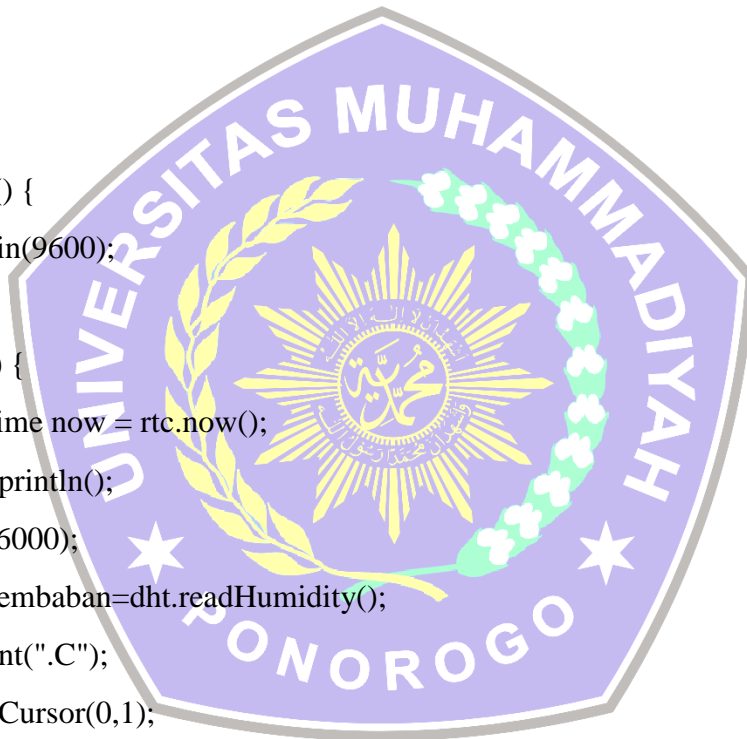 UNIVERSITAS MUHAMMADIYAH
) {
in(9600);
) {
ime now = rtc.now();
println();
6000);
embaban=dht.readHumidity();
nt(".C");
Cursor(0,1);
PONOROGO